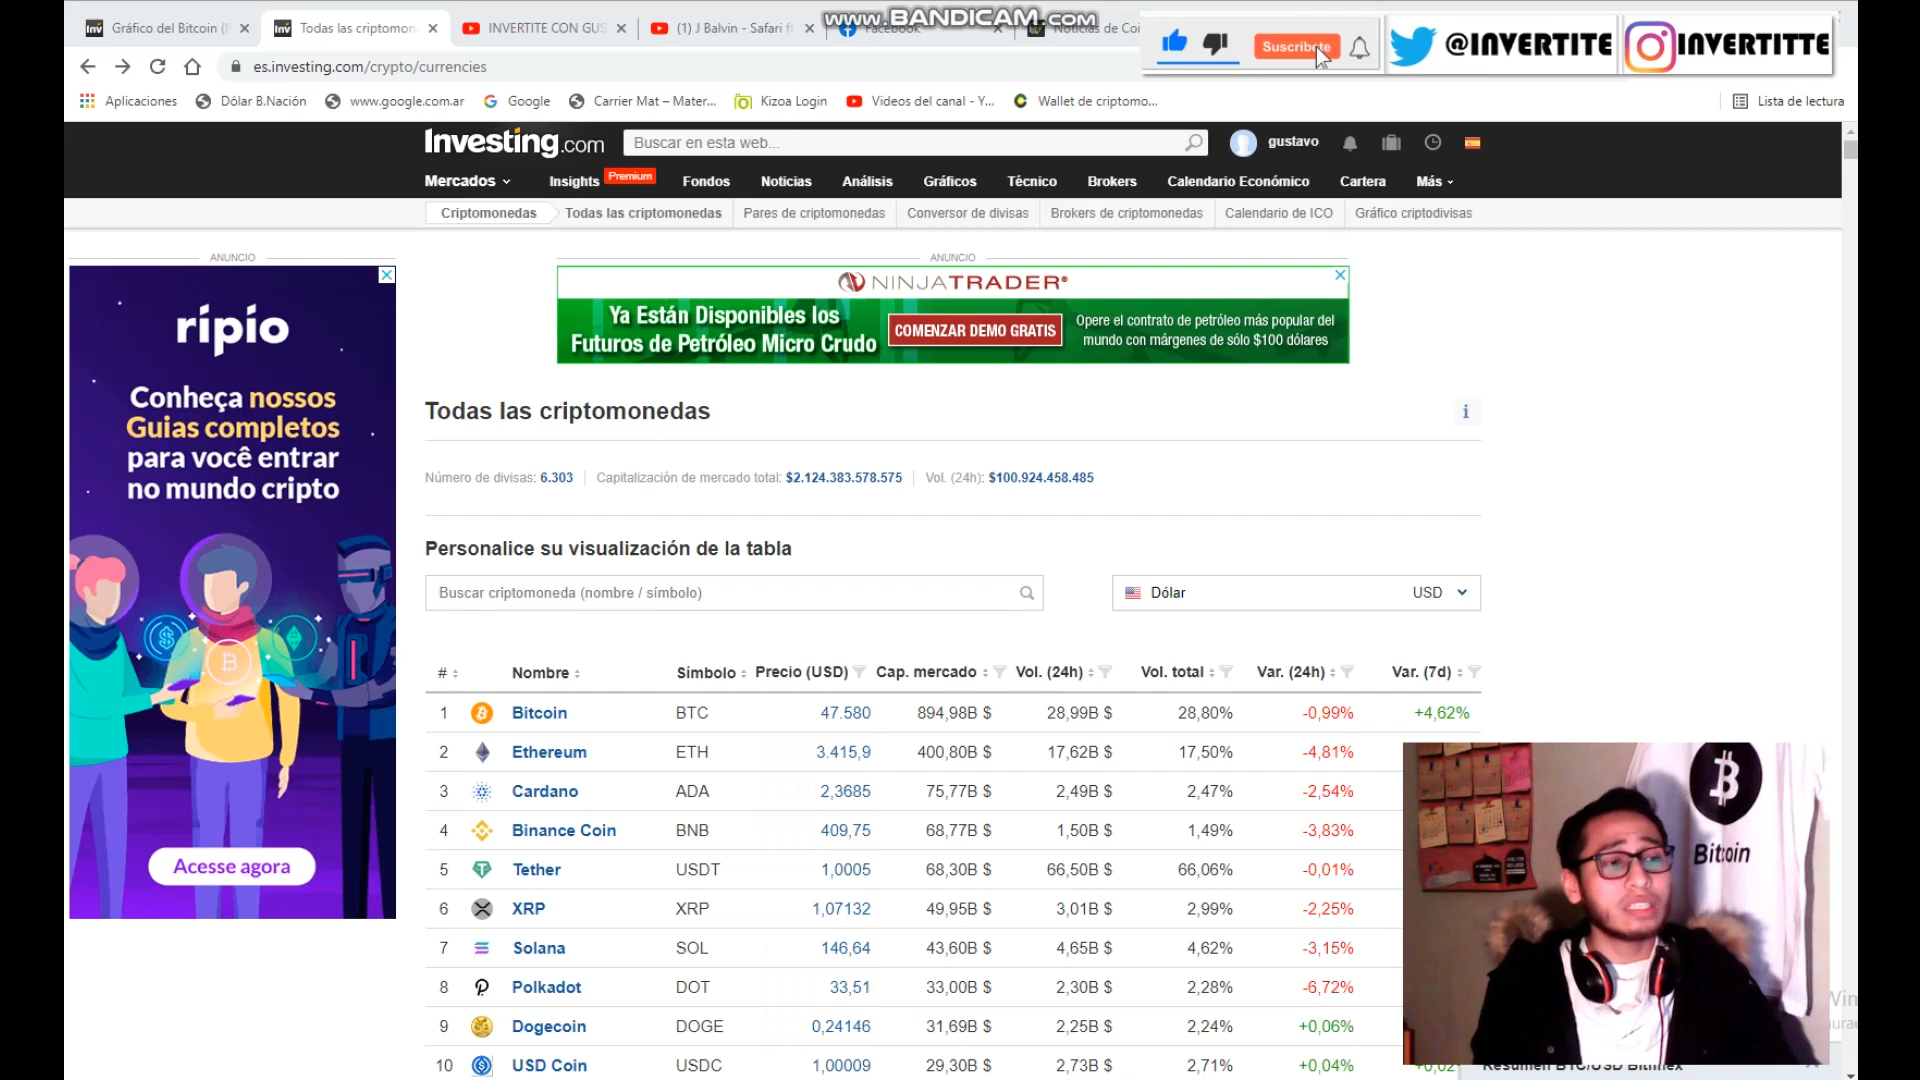 www.BANDICAM.com
Gráfico del Bitcoin
Todas las criptomon
INVERTITE CON GUS
(1) J Balvin - Safari ft
Facebook
Noticias de Coi
Suscribete
@INVERTITE
INVERTITTE
es.investing.com/crypto/currencies
Aplicaciones
Dólar B.Nación
www.google.com.ar
Google
Carrier Mat – Mater...
Kizoa Login
Videos del canal - Y...
Wallet de criptomo...
Lista de lectura
Investing.com
Buscar en esta web...
gustavo
Mercados
Insights
Premium
Fondos
Noticias
Análisis
Gráficos
Técnico
Brokers
Calendario Económico
Cartera
Más
Criptomonedas
Todas las criptomonedas
Pares de criptomonedas
Conversor de divisas
Brokers de criptomonedas
Calendario de ICO
Gráfico criptodivisas
ANUNCIO
ripio
Conheça nossos
Guias completos
para você entrar
no mundo cripto
Acesse agora
ANUNCIO
NINJATRADER®
Ya Están Disponibles los
Futuros de Petróleo Micro Crudo
COMENZAR DEMO GRATIS
Opere el contrato de petróleo más popular del
mundo con márgenes de sólo $100 dólares
Todas las criptomonedas
i
Número de divisas: 6.303
Capitalización de mercado total: $2.124.383.578.575
Vol. (24h): $100.924.458.485
Personalice su visualización de la tabla
Buscar criptomoneda (nombre / símbolo)
Dólar USD
# Nombre Símbolo Precio (USD) Cap. mercado Vol. (24h) Vol. total Var. (24h) Var. (7d)
1 Bitcoin BTC 47.580 894,98B $ 28,99B $ 28,80% -0,99% +4,62%
2 Ethereum ETH 3.415,9 400,80B $ 17,62B $ 17,50% -4,81%
3 Cardano ADA 2,3685 75,77B $ 2,49B $ 2,47% -2,54%
4 Binance Coin BNB 409,75 68,77B $ 1,50B $ 1,49% -3,83%
5 Tether USDT 1,0005 68,30B $ 66,50B $ 66,06% -0,01%
6 XRP XRP 1,07132 49,95B $ 3,01B $ 2,99% -2,25%
7 Solana SOL 146,64 43,60B $ 4,65B $ 4,62% -3,15%
8 Polkadot DOT 33,51 33,00B $ 2,30B $ 2,28% -6,72%
9 Dogecoin DOGE 0,24146 31,69B $ 2,25B $ 2,24% +0,06%
10 USD Coin USDC 1,00009 29,30B $ 2,73B $ 2,71% +0,04%
Bitcoin
Resumen BTC/USD Bitfinex